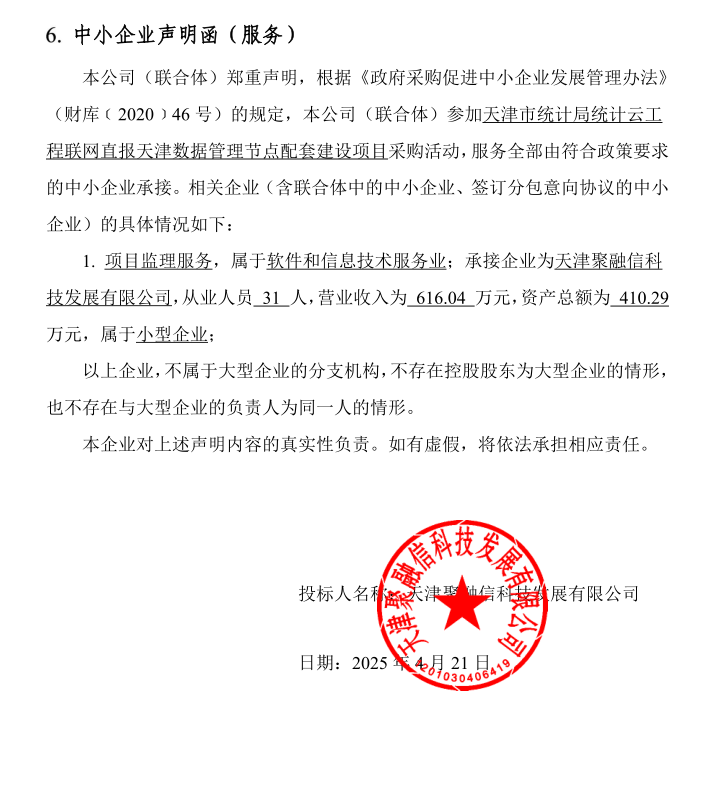 6. 中小企业声明函（服务）
本公司（联合体）郑重声明，根据《政府采购促进中小企业发展管理办法》
（财库﹝2020﹞46 号）的规定，本公司（联合体）参加天津市统计局统计云工
程联网直报天津数据管理节点配套建设项目采购活动，服务全部由符合政策要求
的中小企业承接。相关企业（含联合体中的中小企业、签订分包意向协议的中小
企业）的具体情况如下：
1. 项目监理服务，属于软件和信息技术服务业；承接企业为天津聚融信科
技发展有限公司，从业人员 31 人，营业收入为 616.04 万元，资产总额为 410.29
万元，属于小型企业；
以上企业，不属于大型企业的分支机构，不存在控股股东为大型企业的情形，
也不存在与大型企业的负责人为同一人的情形。
本企业对上述声明内容的真实性负责。如有虚假，将依法承担相应责任。
投标人名称：天津聚融信科技发展有限公司
日期：2025 年 4 月 21 日
天津聚融信科技发展有限公司
1201030406419